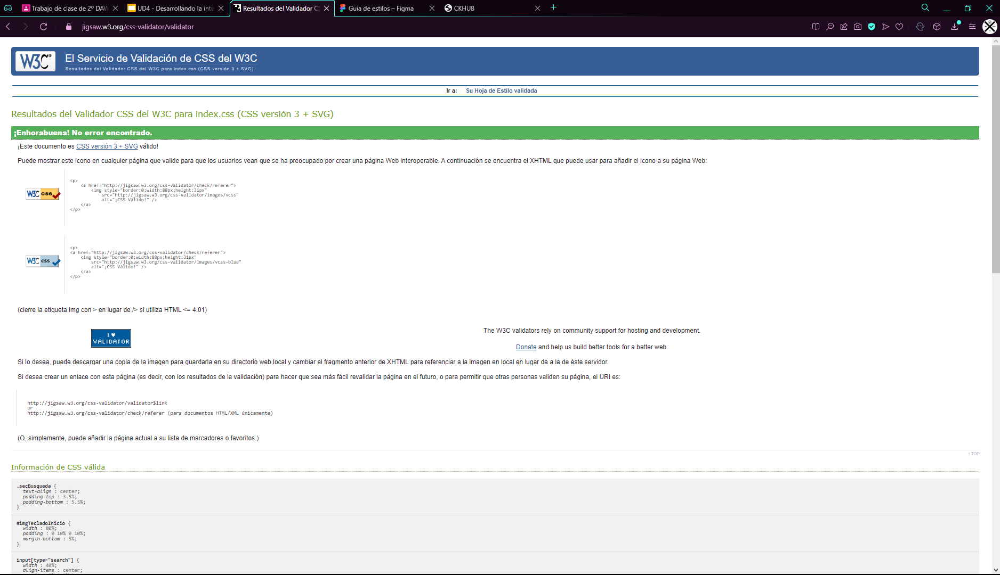 Trabajo de clase de 2º DAW
UD4 - Desarrollando la inte
Resultados del Validador CS
Guia de estilos – Figma
CKHUB
jigsaw.w3.org/css-validator/validator
W3C®
El Servicio de Validación de CSS del W3C
Resultados del Validador CSS del W3C para index.css (CSS versión 3 + SVG)
Ir a: Su Hoja de Estilo validada
Resultados del Validador CSS del W3C para index.css (CSS versión 3 + SVG)
¡Enhorabuena! No error encontrado.
¡Este documento es CSS versión 3 + SVG válido!
Puede mostrar este icono en cualquier página que valide para que los usuarios vean que se ha preocupado por crear una página Web interoperable. A continuación se encuentra el XHTML que puede usar para añadir el icono a su página Web:
W3C css
<p>
<a href="http://jigsaw.w3.org/css-validator/check/referer">
<img style="border:0;width:88px;height:31px"
src="http://jigsaw.w3.org/css-validator/images/vcss"
alt="¡CSS Válido!" />
</a>
</p>
W3C css
<p>
<a href="http://jigsaw.w3.org/css-validator/check/referer">
<img style="border:0;width:88px;height:31px"
src="http://jigsaw.w3.org/css-validator/images/vcss-blue"
alt="¡CSS Válido!" />
</a>
</p>
(cierre la etiqueta img con > en lugar de /> si utiliza HTML <= 4.01)
I ♥
VALIDATOR
The W3C validators rely on community support for hosting and development.
Donate and help us build better tools for a better web.
Si lo desea, puede descargar una copia de la imagen para guardarla en su directorio web local y cambiar el fragmento anterior de XHTML para referenciar a la imagen en local en lugar de a la de éste servidor.
Si desea crear un enlace con esta página (es decir, con los resultados de la validación) para hacer que sea más fácil revalidar la página en el futuro, o para permitir que otras personas validen su página, el URI es:
http://jigsaw.w3.org/css-validator/validator$link
or
http://jigsaw.w3.org/css-validator/check/referer (para documentos HTML/XML únicamente)
(O, simplemente, puede añadir la página actual a su lista de marcadores o favoritos.)
↑ TOP
Información de CSS válida
.secBusqueda {
text-align : center;
padding-top : 3.5%;
padding-bottom : 5.5%;
}
#imgTecladoInicio {
width : 80%;
padding : 0 10% 0 10%;
margin-bottom : 5%;
}
input[type="search"] {
width : 40%;
align-items : center;